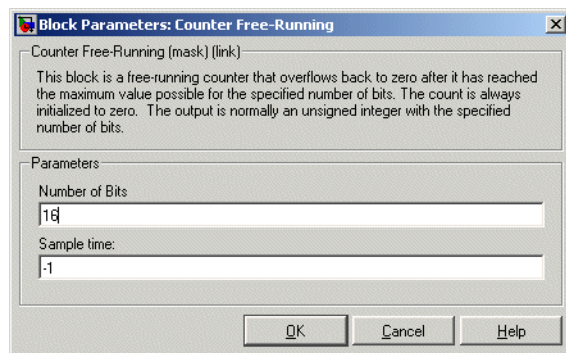 Block Parameters: Counter Free-Running
Counter Free-Running (mask) (link)
This block is a free-running counter that overflows back to zero after it has reached
the maximum value possible for the specified number of bits. The count is always
initialized to zero.  The output is normally an unsigned integer with the specified
number of bits.
Parameters
Number of Bits
16
Sample time:
-1
OK Cancel Help